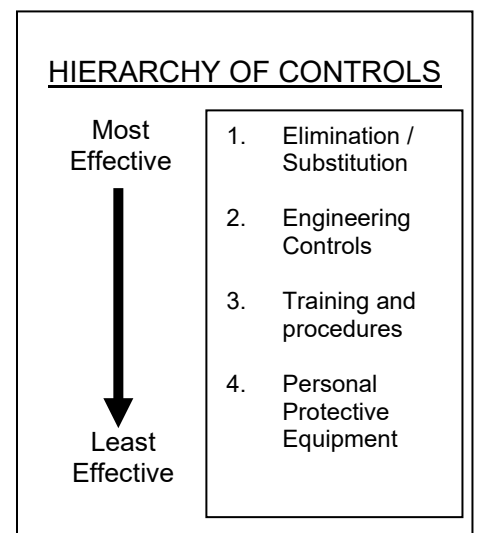 HIERARCHY OF CONTROLS
Most
Effective
1. Elimination /
Substitution
2. Engineering
Controls
3. Training and
procedures
4. Personal
Protective
Equipment
Least
Effective